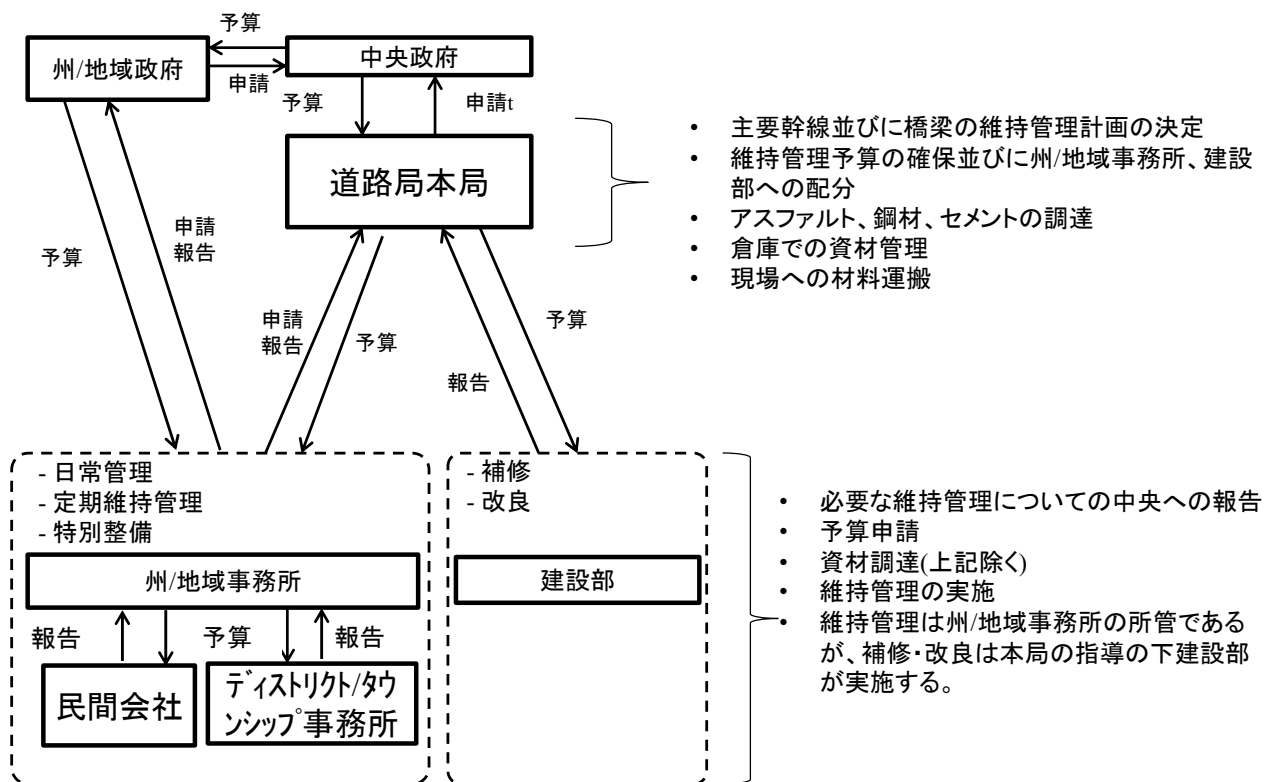 予算
州/地域政府
中央政府
申請
予算
申請t
道路局本局
• 主要幹線並びに橋梁の維持管理計画の決定
• 維持管理予算の確保並びに州/地域事務所、建設
部への配分
• アスファルト、鋼材、セメントの調達
• 倉庫での資材管理
• 現場への材料運搬
予算
申請
報告
申請
報告
予算
報告
予算
- 日常管理
- 定期維持管理
- 特別整備
州/地域事務所
報告
予算
報告
民間会社
ディストリクト/タウ
ンシップ事務所
- 補修
- 改良
建設部
• 必要な維持管理についての中央への報告
• 予算申請
• 資材調達(上記除く)
• 維持管理の実施
• 維持管理は州/地域事務所の所管である
が、補修・改良は本局の指導の下建設部
が実施する。